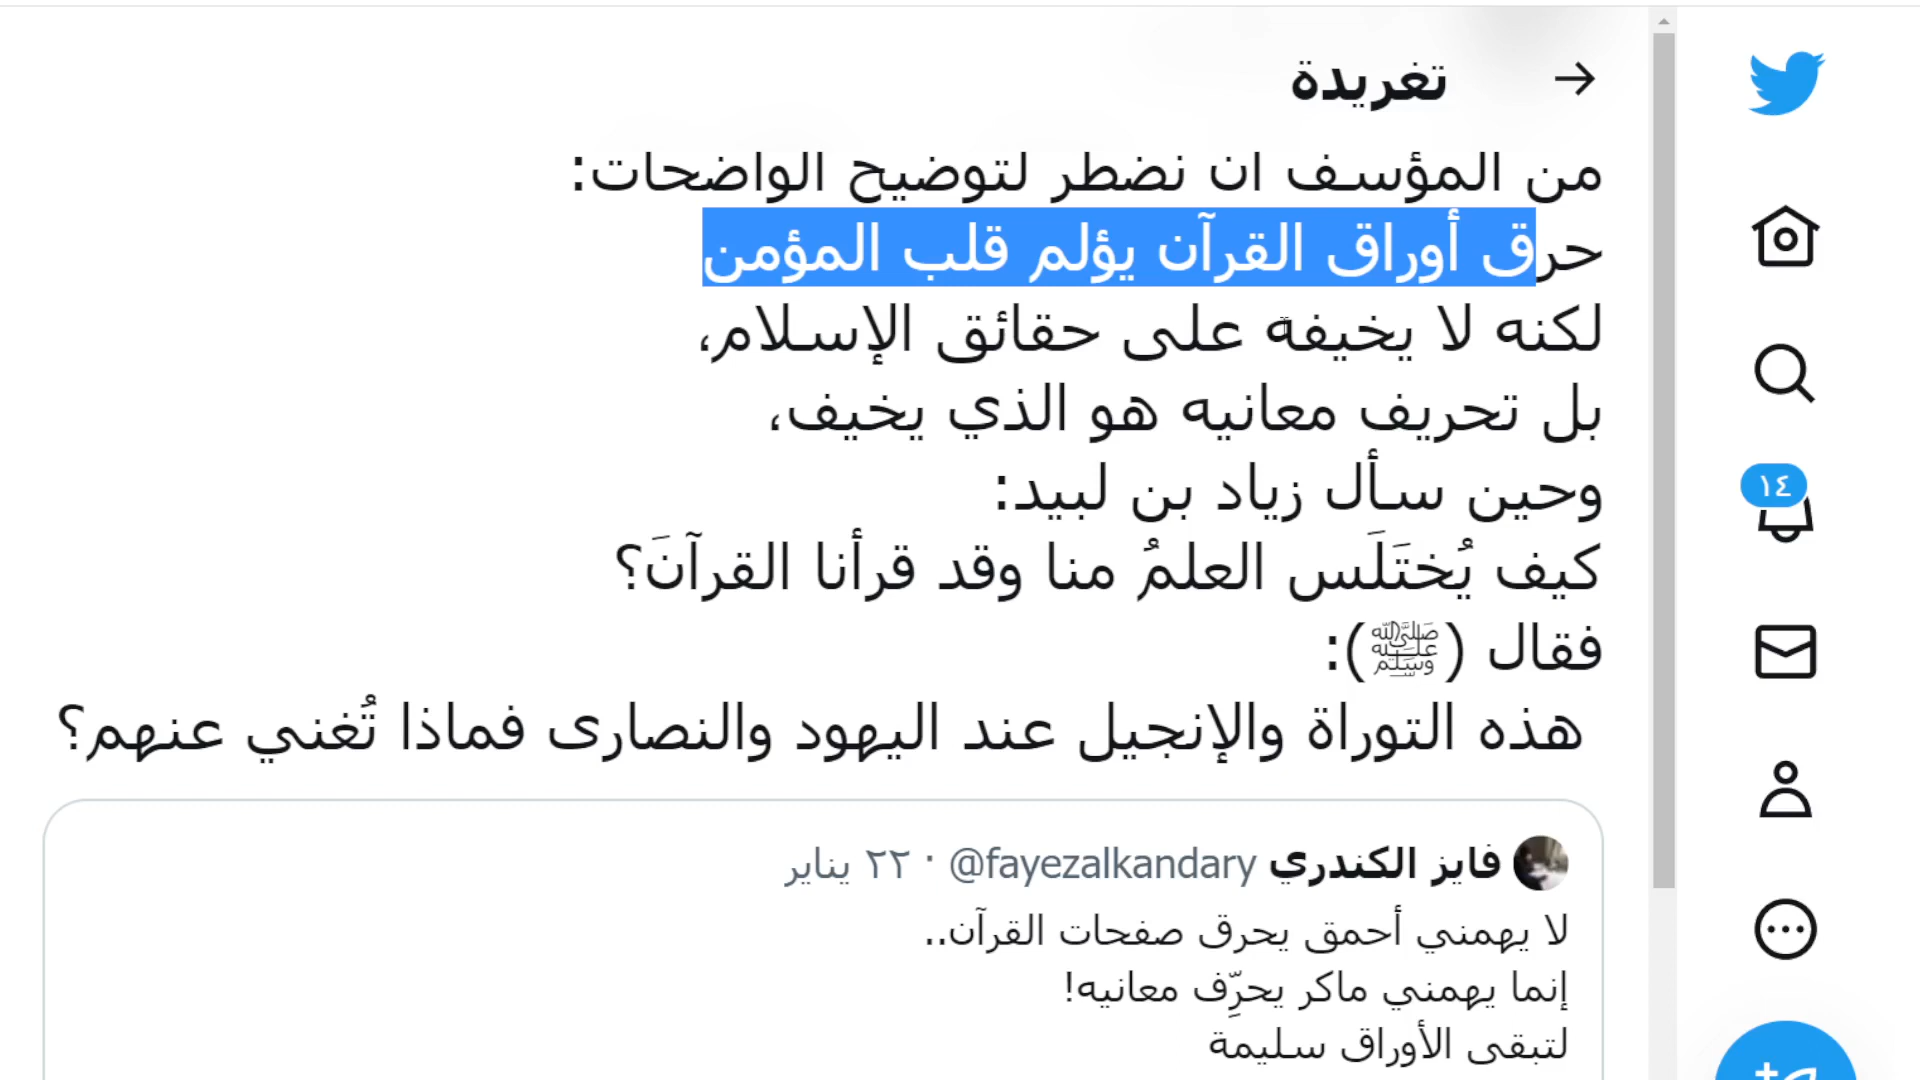 تغريدة
من المؤسف ان نضطر لتوضيح الواضحات:
حرق أوراق القرآن يؤلم قلب المؤمن
لكنه لا يخيفه على حقائق الإسلام،
بل تحريف معانيه هو الذي يخيف،
وحين سأل زياد بن لبيد:
كيف يُختَلَس العلمُ منا وقد قرأنا القرآنَ؟
فقال (ﷺ):
هذه التوراة والإنجيل عند اليهود والنصارى فماذا تُغني عنهم؟
فايز الكندري @fayezalkandary · ٢٢ يناير
لا يهمني أحمق يحرق صفحات القرآن..
إنما يهمني ماكر يحرِّف معانيه!
لتبقى الأوراق سليمة
١٤